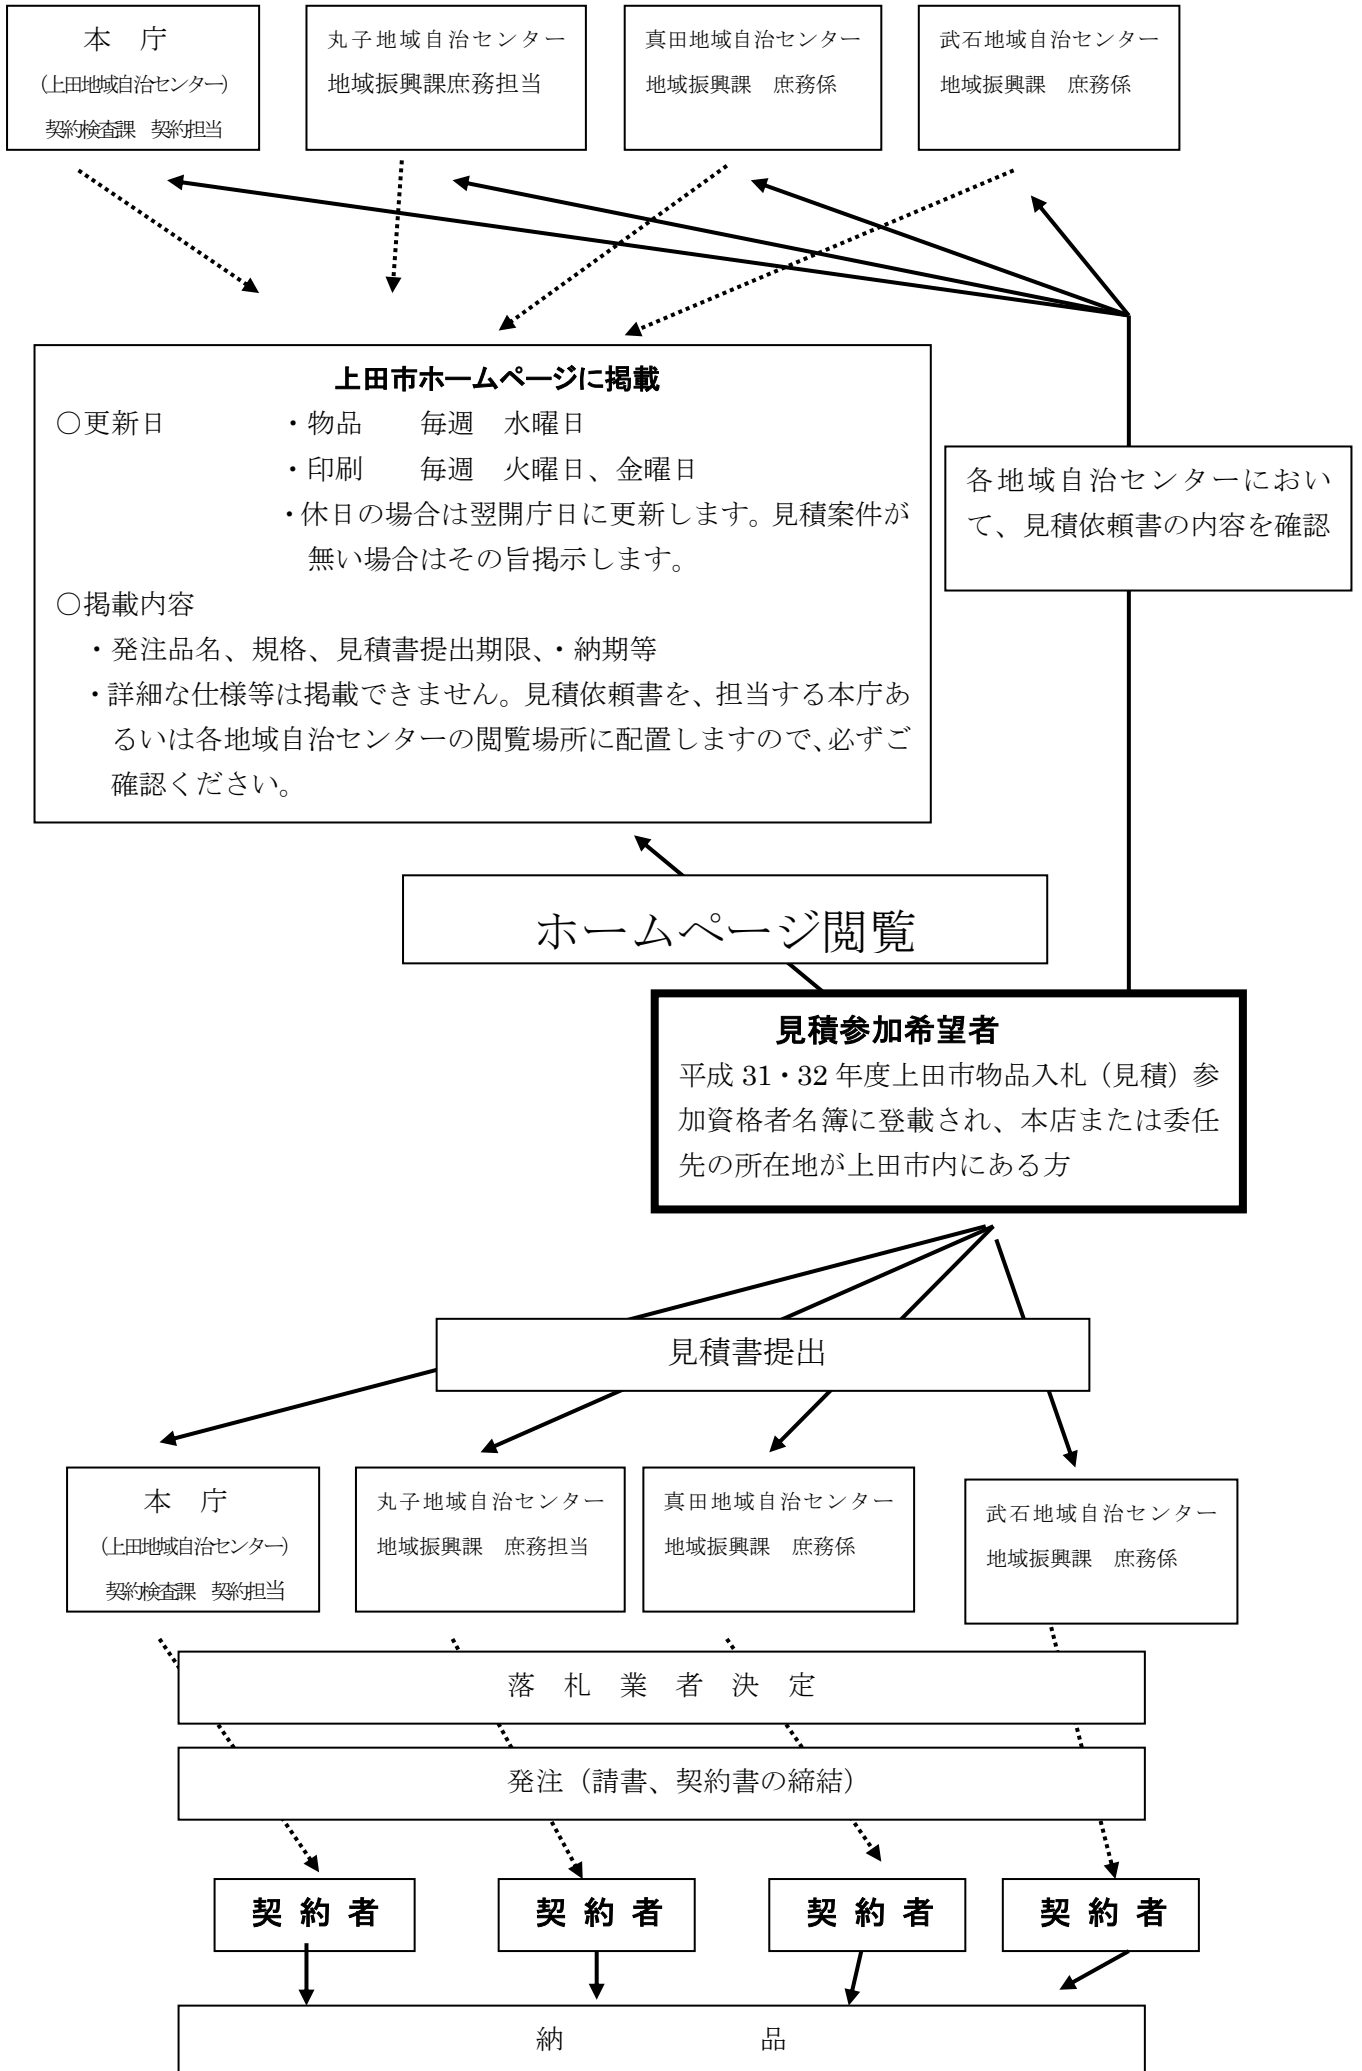 本　庁
（上田地域自治センター）
契約検査課　契約担当
丸子地域自治センター
地域振興課庶務担当
真田地域自治センター
地域振興課　庶務係
武石地域自治センター
地域振興課　庶務係
上田市ホームページに掲載
○更新日　・物品　毎週　水曜日
・印刷　毎週　火曜日、金曜日
・休日の場合は翌開庁日に更新します。見積案件が
無い場合はその旨掲示します。
○掲載内容
・発注品名、規格、見積書提出期限、・納期等
・詳細な仕様等は掲載できません。見積依頼書を、担当する本庁あ
るいは各地域自治センターの閲覧場所に配置しますので、必ずご
確認ください。
各地域自治センターにおい
て、見積依頼書の内容を確認
ホームページ閲覧
見積参加希望者
平成 31・32 年度上田市物品入札（見積）参
加資格者名簿に登載され、本店または委任
先の所在地が上田市内にある方
見積書提出
本　庁
（上田地域自治センター）
契約検査課　契約担当
丸子地域自治センター
地域振興課　庶務担当
真田地域自治センター
地域振興課　庶務係
武石地域自治センター
地域振興課　庶務係
落　札　業　者　決　定
発注（請書、契約書の締結）
契 約 者
契 約 者
契 約 者
契 約 者
納　　　　　　　品